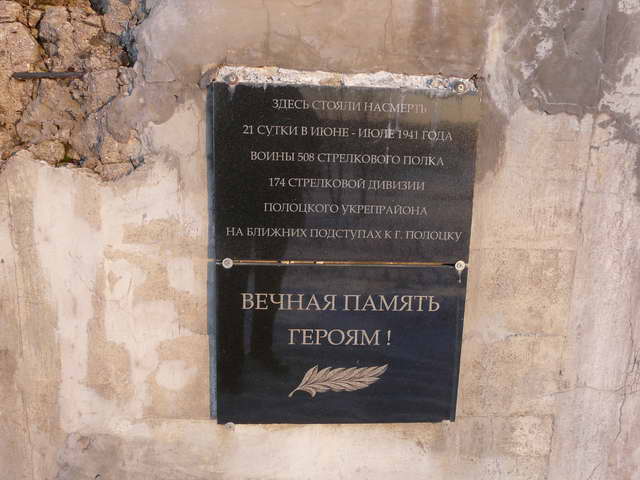 ЗДЕСЬ СТОЯЛИ НАСМЕРТЬ
21 СУТКИ В ИЮНЕ - ИЮЛЕ 1941 ГОДА
ВОИНЫ 508 СТРЕЛКОВОГО ПОЛКА
174 СТРЕЛКОВОЙ ДИВИЗИИ
ПОЛОЦКОГО УКРЕПРАЙОНА
НА БЛИЖНИХ ПОДСТУПАХ К Г. ПОЛОЦКУ
ВЕЧНАЯ ПАМЯТЬ
ГЕРОЯМ !